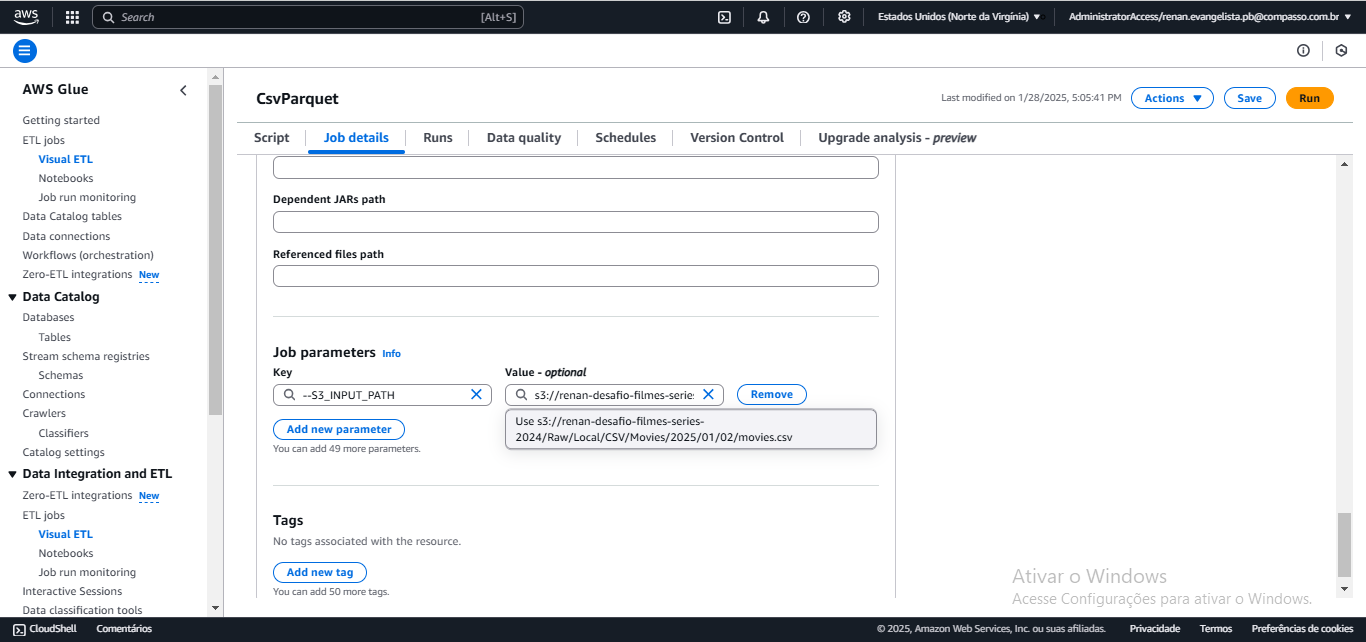 aws
Search
[Alt+S]
Estados Unidos (Norte da Virgínia)
AdministratorAccess/renan.evangelista.pb@compasso.com.br
AWS Glue
Getting started
ETL jobs
Visual ETL
Notebooks
Job run monitoring
Data Catalog tables
Data connections
Workflows (orchestration)
Zero-ETL integrations New
Data Catalog
Databases
Tables
Stream schema registries
Schemas
Connections
Crawlers
Classifiers
Catalog settings
Data Integration and ETL
Zero-ETL integrations New
ETL jobs
Visual ETL
Notebooks
Job run monitoring
Interactive Sessions
Data classification tools
CsvParquet
Last modified on 1/28/2025, 5:05:41 PM
Actions
Save
Run
Script
Job details
Runs
Data quality
Schedules
Version Control
Upgrade analysis - preview
Dependent JARs path
Referenced files path
Job parameters Info
Key
Value - optional
--S3_INPUT_PATH
s3://renan-desafio-filmes-serie
Remove
Use s3://renan-desafio-filmes-series-
2024/Raw/Local/CSV/Movies/2025/01/02/movies.csv
Add new parameter
You can add 49 more parameters.
Tags
No tags associated with the resource.
Add new tag
You can add 50 more tags.
Ativar o Windows
Acesse Configurações para ativar o Windows.
CloudShell
Comentários
© 2025, Amazon Web Services, Inc. ou suas afiliadas.
Privacidade
Termos
Preferências de cookies